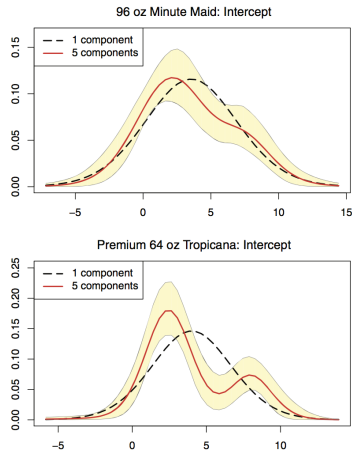 96 oz Minute Maid: Intercept
1 component
5 components
0.15
0.10
0.05
0.00
−5 0 5 10 15
Premium 64 oz Tropicana: Intercept
1 component
5 components
0.25
0.20
0.15
0.10
0.05
0.00
−5 0 5 10